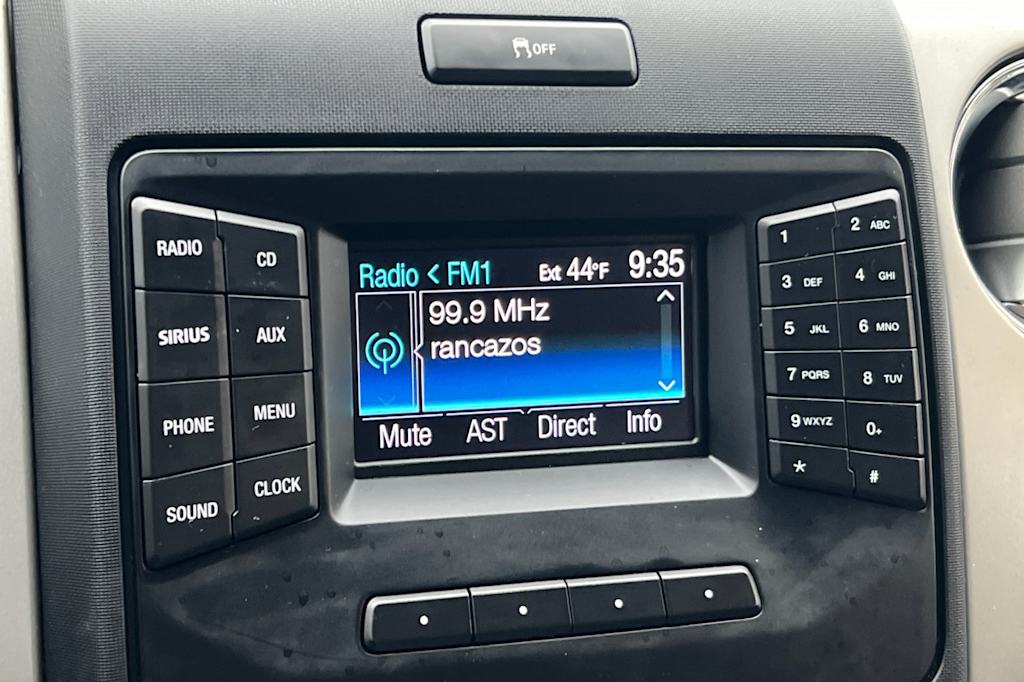 OFF
Radio < FM1 Ext 44°F 9:35
99.9 MHz
rancazos
Mute AST Direct Info
RADIO CD
SIRIUS AUX
PHONE MENU
SOUND CLOCK
1 2 ABC
3 DEF 4 GHI
5 JKL 6 MNO
7 PQRS 8 TUV
9 WXYZ 0+
* #